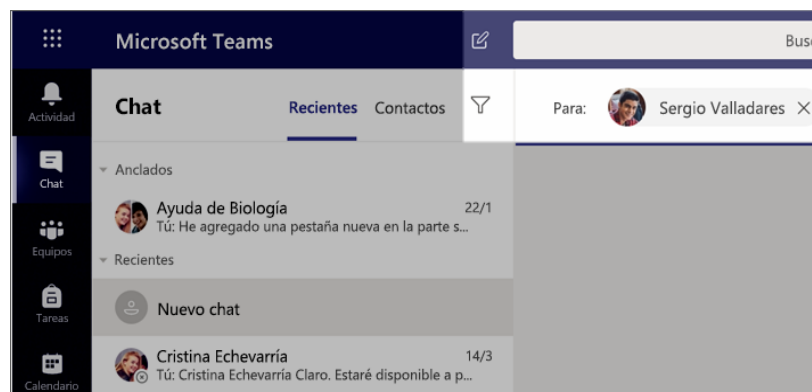 Microsoft Teams
Actividad
Chat
Equipos
Tareas
Calendario
Chat
Recientes Contactos
Anclados
Ayuda de Biología 22/1
Tú: He agregado una pestaña nueva en la parte s...
Recientes
Nuevo chat
Cristina Echevarría 14/3
Tú: Cristina Echevarría Claro. Estaré disponible a p...
Para: Sergio Valladares